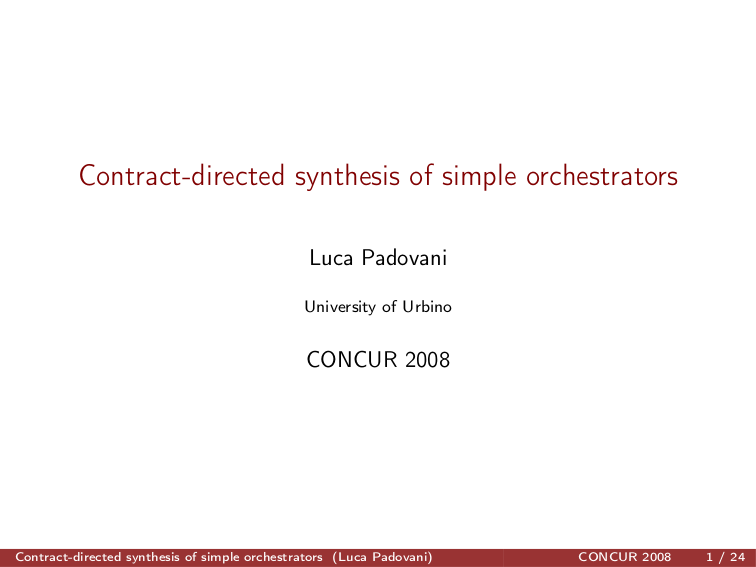 Contract-directed synthesis of simple orchestrators
Luca Padovani
University of Urbino
CONCUR 2008
Contract-directed synthesis of simple orchestrators (Luca Padovani) CONCUR 2008 1 / 24